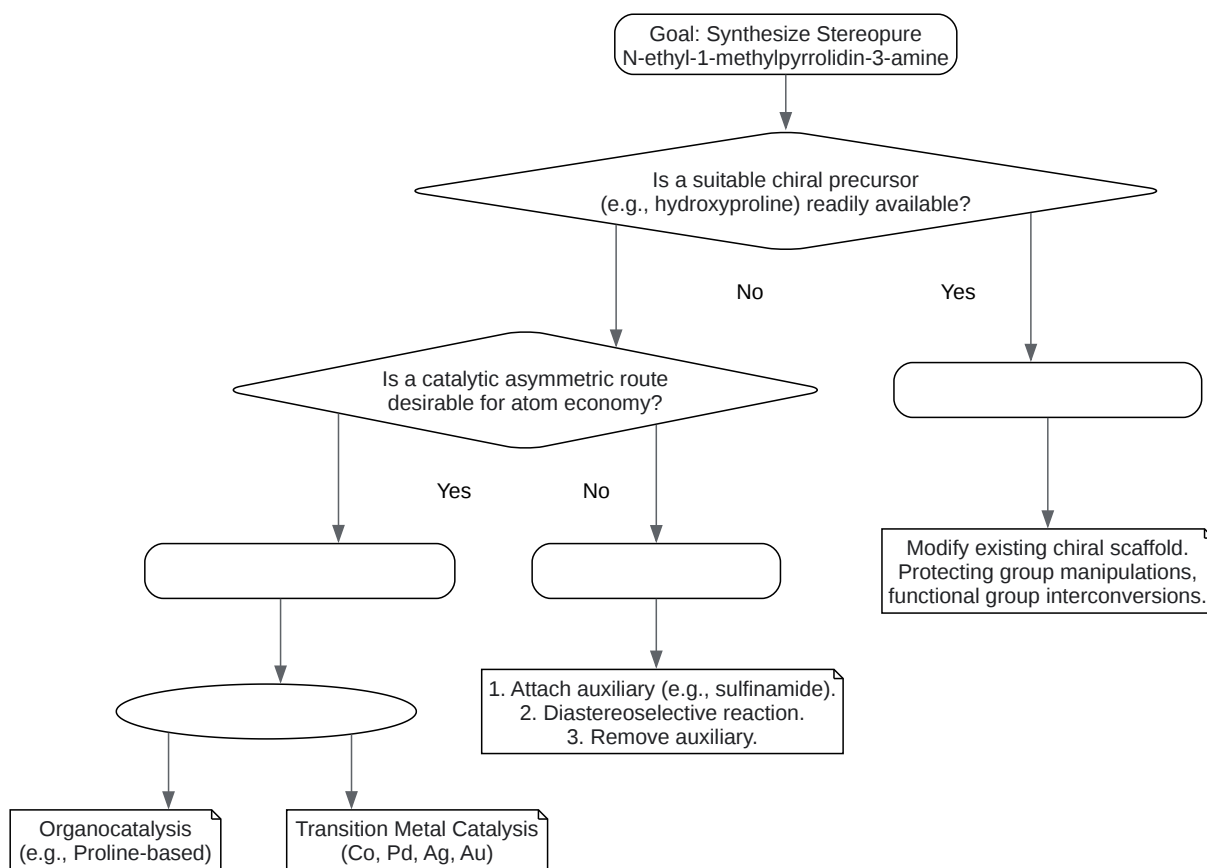 Goal: Synthesize Stereopure
N-ethyl-1-methylpyrrolidin-3-amine
Is a suitable chiral precursor
(e.g., hydroxyproline) readily available?
No
Yes
Is a catalytic asymmetric route
desirable for atom economy?
Yes
No
Modify existing chiral scaffold.
Protecting group manipulations,
functional group interconversions.
1. Attach auxiliary (e.g., sulfinamide).
2. Diastereoselective reaction.
3. Remove auxiliary.
Organocatalysis
(e.g., Proline-based)
Transition Metal Catalysis
(Co, Pd, Ag, Au)